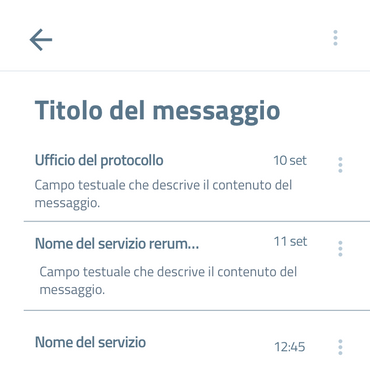 Titolo del messaggio
Ufficio del protocollo 10 set
Campo testuale che descrive il contenuto del
messaggio.
Nome del servizio rerum... 11 set
Campo testuale che descrive il contenuto del
messaggio.
Nome del servizio 12:45